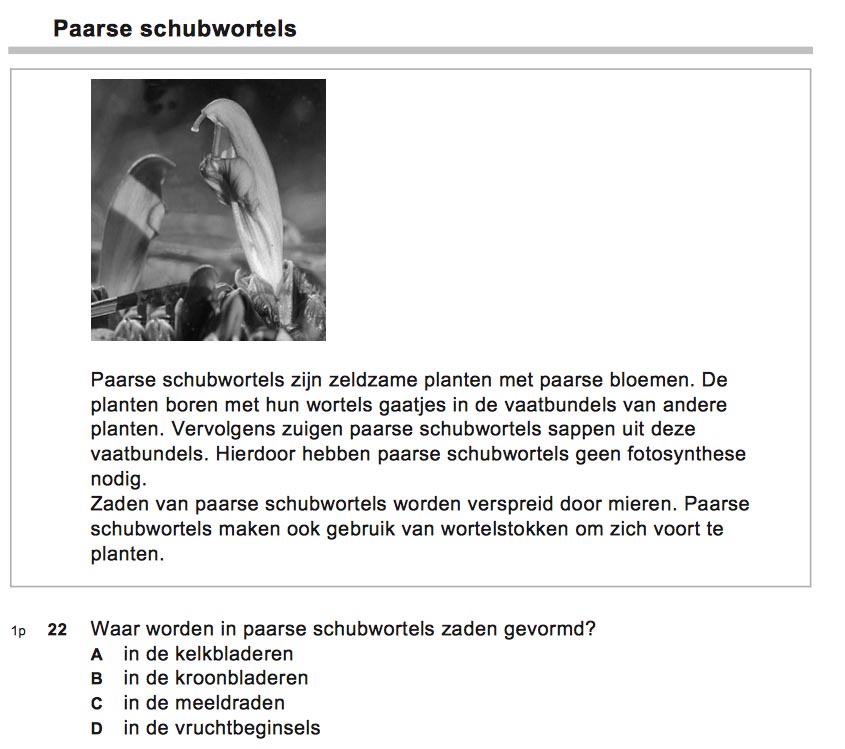 Paarse schubwortels
Paarse schubwortels zijn zeldzame planten met paarse bloemen. De
planten boren met hun wortels gaatjes in de vaatbundels van andere
planten. Vervolgens zuigen paarse schubwortels sappen uit deze
vaatbundels. Hierdoor hebben paarse schubwortels geen fotosynthese
nodig.
Zaden van paarse schubwortels worden verspreid door mieren. Paarse
schubwortels maken ook gebruik van wortelstokken om zich voort te
planten.
1p 22 Waar worden in paarse schubwortels zaden gevormd?
A in de kelkbladeren
B in de kroonbladeren
C in de meeldraden
D in de vruchtbeginsels